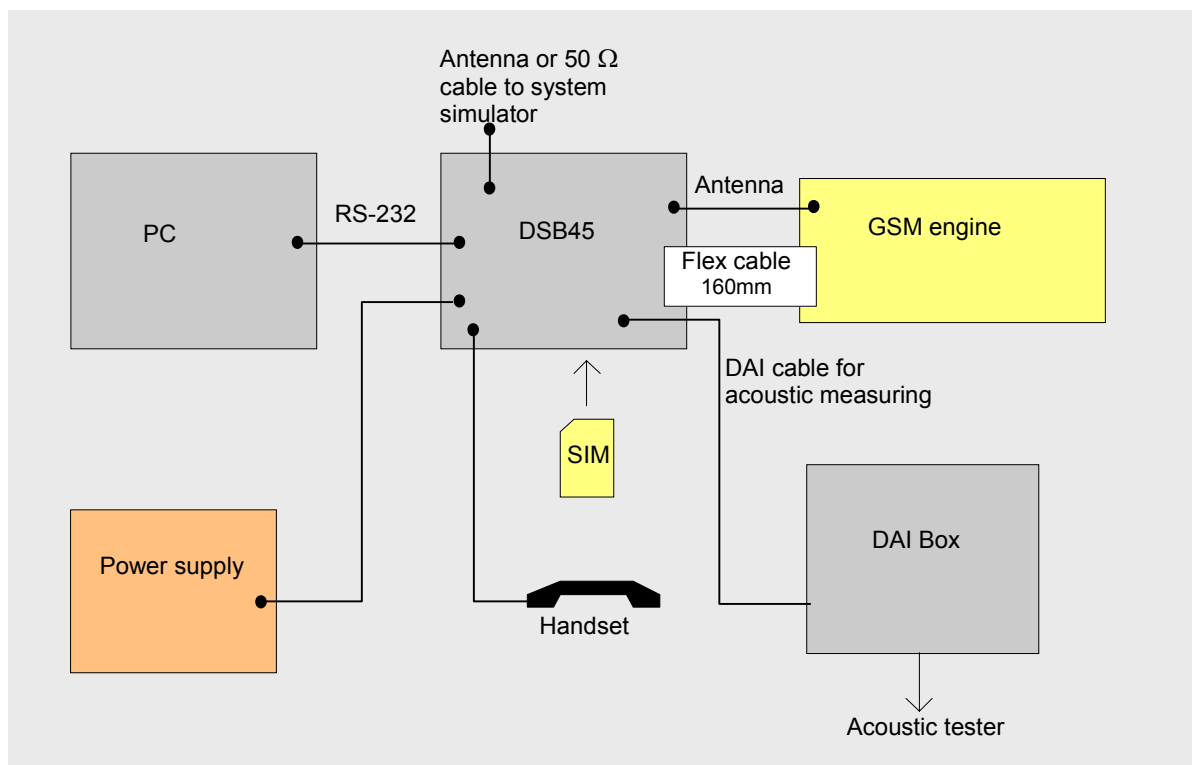 Antenna or 50 Ω
cable to system
simulator
PC
RS-232
DSB45
Antenna
GSM engine
Flex cable
160mm
DAI cable for
acoustic measuring
SIM
Power supply
Handset
DAI Box
Acoustic tester